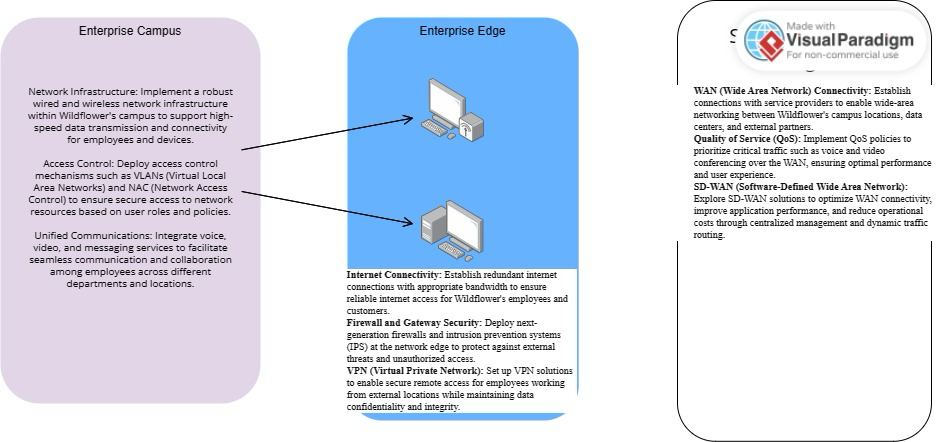 Enterprise Campus
Network Infrastructure: Implement a robust
wired and wireless network infrastructure
within Wildflower's campus to support high-
speed data transmission and connectivity
for employees and devices.
Access Control: Deploy access control
mechanisms such as VLANs (Virtual Local
Area Networks) and NAC (Network Access
Control) to ensure secure access to network
resources based on user roles and policies.
Unified Communications: Integrate voice,
video, and messaging services to facilitate
seamless communication and collaboration
among employees across different
departments and locations.
Enterprise Edge
Internet Connectivity: Establish redundant internet
connections with appropriate bandwidth to ensure
reliable internet access for Wildflower's employees and
customers.
Firewall and Gateway Security: Deploy next-
generation firewalls and intrusion prevention systems
(IPS) at the network edge to protect against external
threats and unauthorized access.
VPN (Virtual Private Network): Set up VPN solutions
to enable secure remote access for employees working
from external locations while maintaining data
confidentiality and integrity.
Made with
VisualParadigm
For non-commercial use
WAN (Wide Area Network) Connectivity: Establish
connections with service providers to enable wide-area
networking between Wildflower's campus locations, data
centers, and external partners.
Quality of Service (QoS): Implement QoS policies to
prioritize critical traffic such as voice and video
conferencing over the WAN, ensuring optimal performance
and user experience.
SD-WAN (Software-Defined Wide Area Network):
Explore SD-WAN solutions to optimize WAN connectivity,
improve application performance, and reduce operational
costs through centralized management and dynamic traffic
routing.